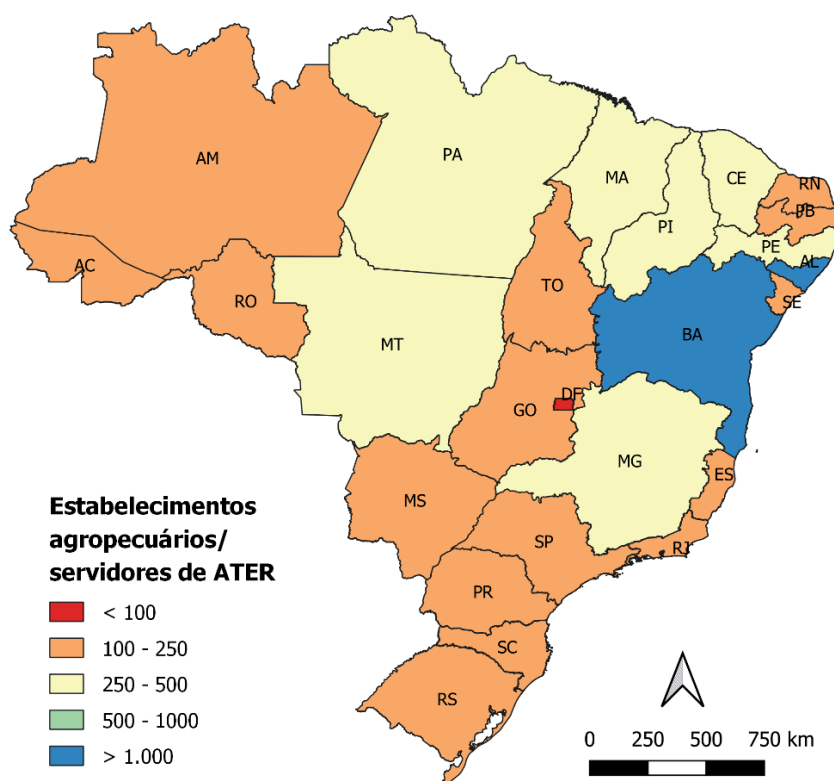 AM
PA
MA
CE
RN
PB
PI
PE
AL
AC
TO
SE
RO
BA
MT
DF
GO
MG
ES
MS
SP
RJ
PR
SC
RS
Estabelecimentos
agropecuários/
servidores de ATER
< 100
100 - 250
250 - 500
500 - 1000
> 1.000
0 250 500 750 km